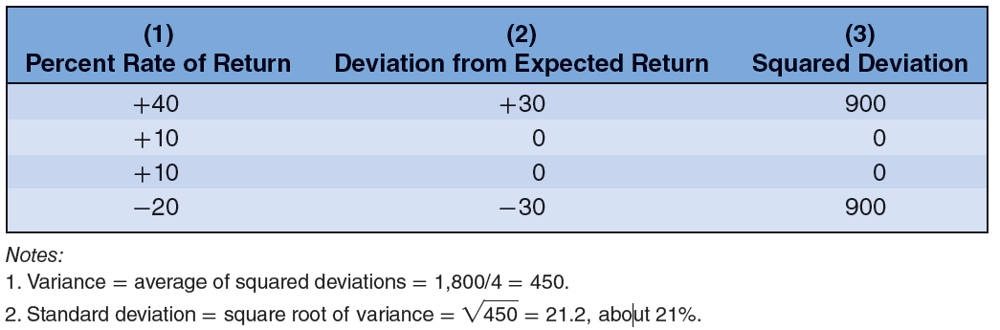 (1) (2) (3)
Percent Rate of Return Deviation from Expected Return Squared Deviation
+40 +30 900
+10 0 0
+10 0 0
−20 −30 900
Notes:
1. Variance = average of squared deviations = 1,800/4 = 450.
2. Standard deviation = square root of variance = √450 = 21.2, about 21%.